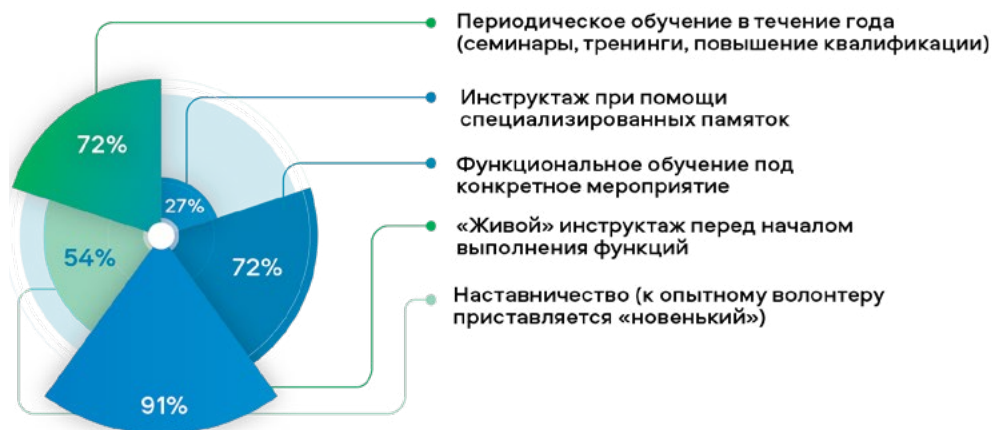 Периодическое обучение в течение года
(семинары, тренинги, повышение квалификации)
Инструктаж при помощи
специализированных памяток
Функциональное обучение под
конкретное мероприятие
«Живой» инструктаж перед началом
выполнения функций
Наставничество (к опытному волонтеру
приставляется «новенький»)
72%
27%
54%
72%
91%